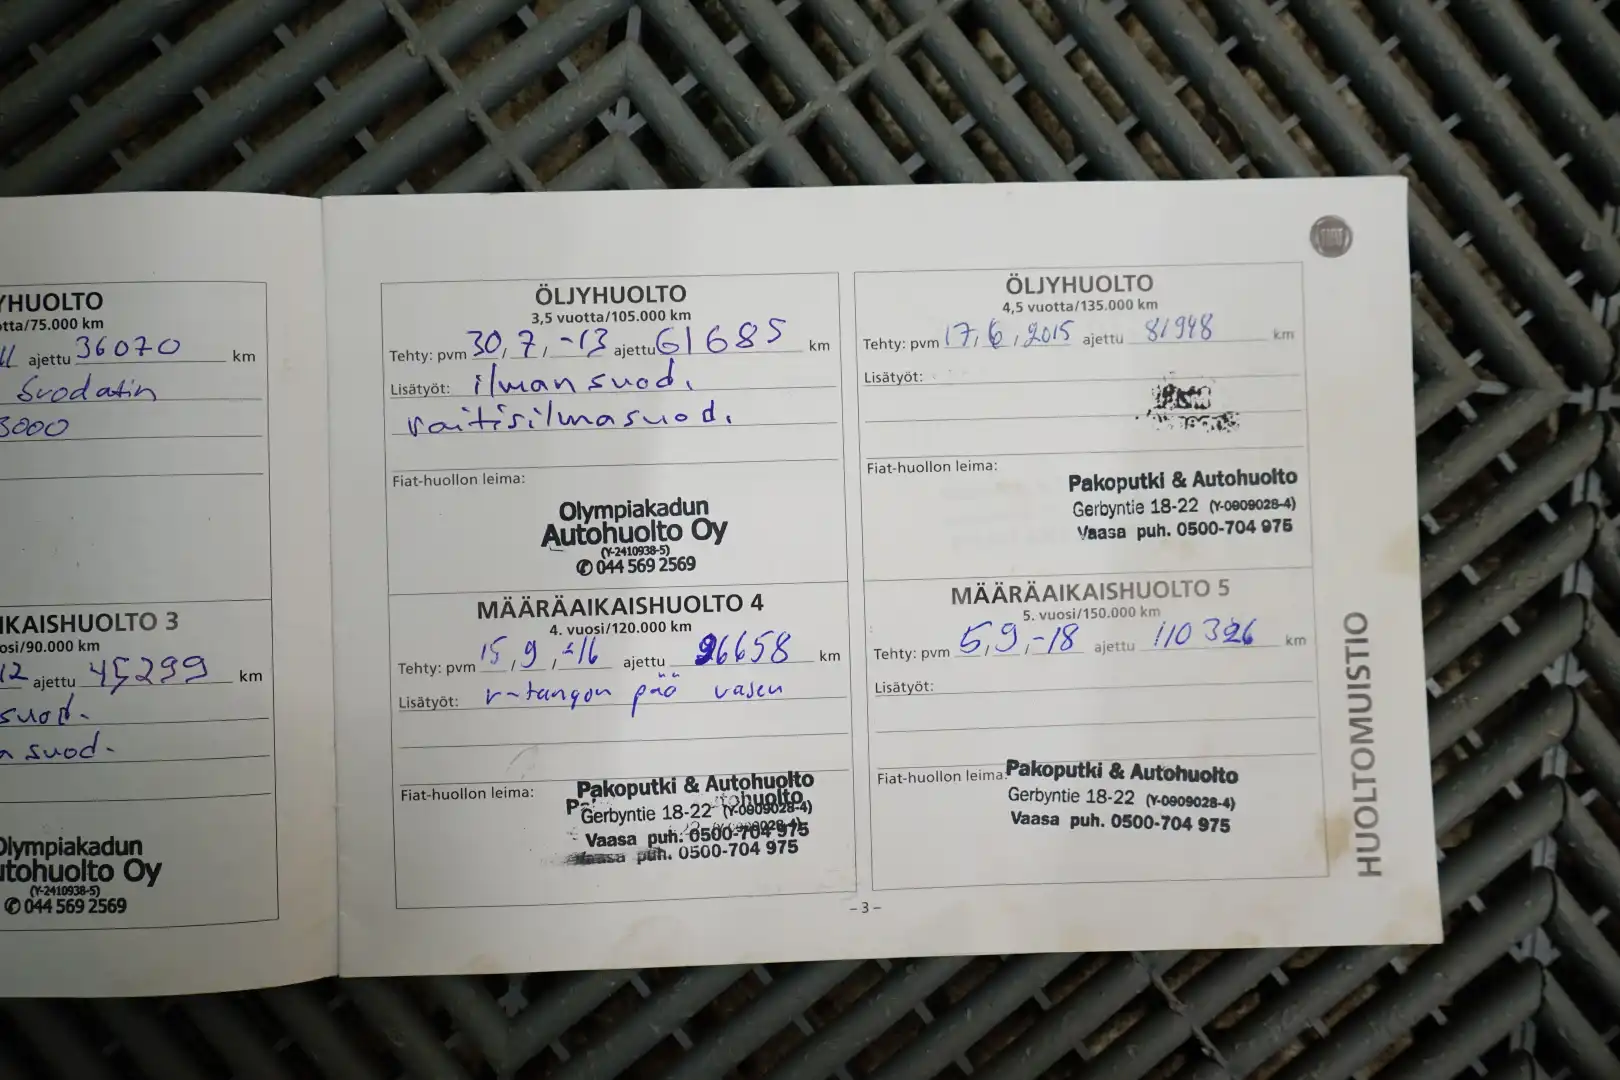 YHUOLTO
otta/75.000 km
ajettu 36070 km
Suodatin
3000
IKAISHUOLTO 3
osi/90.000 km
12 ajettu 45299 km
suod.
a suod.
Olympiakadun
utohuolto Oy
(Y-2410938-5)
✆ 044 569 2569
ÖLJYHUOLTO
3,5 vuotta/105.000 km
Tehty: pvm 30,7,-13 ajettu 61685 km
Lisätyöt: ilman suod.
raitisilmasuod.
Fiat-huollon leima:
Olympiakadun
Autohuolto Oy
(Y-2410938-5)
✆ 044 569 2569
MÄÄRÄAIKAISHUOLTO 4
4. vuosi/120.000 km
Tehty: pvm 15,9,-16 ajettu 96658 km
Lisätyöt: r-tangon pää vasen
Fiat-huollon leima:
Pakoputki & Autohuolto
Gerbyntie 18-22 (Y-0909028-4)
Vaasa puh. 0500-704 975
Vaasa puh. 0500-704 975
ÖLJYHUOLTO
4,5 vuotta/135.000 km
Tehty: pvm 17,6,2015 ajettu 81948 km
Lisätyöt:
Fiat-huollon leima:
Pakoputki & Autohuolto
Gerbyntie 18-22 (Y-0909028-4)
Vaasa puh. 0500-704 975
MÄÄRÄAIKAISHUOLTO 5
5. vuosi/150.000 km
Tehty: pvm 5,9,-18 ajettu 110326 km
Lisätyöt:
Fiat-huollon leima:
Pakoputki & Autohuolto
Gerbyntie 18-22 (Y-0909028-4)
Vaasa puh. 0500-704 975
- 3 -
FIAT
HUOLTOMUISTIO